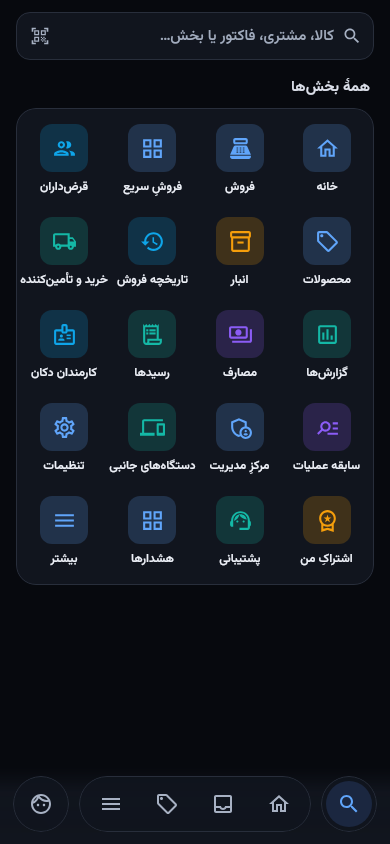 کالا، مشتری، فاکتور یا بخش...
همهٔ بخش‌ها
خانه
فروش
فروشِ سریع
قرض‌داران
محصولات
انبار
تاریخچه فروش
خرید و تأمین‌کننده
گزارش‌ها
مصارف
رسیدها
کارمندان دکان
سابقه عملیات
مرکزِ مدیریت
دستگاه‌های جانبی
تنظیمات
اشتراکِ من
پشتیبانی
هشدارها
بیشتر